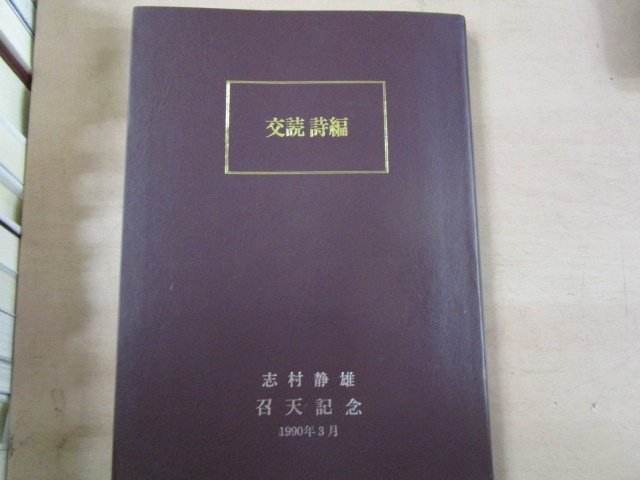 交読 詩編
志村静雄
召天記念
1990年3月